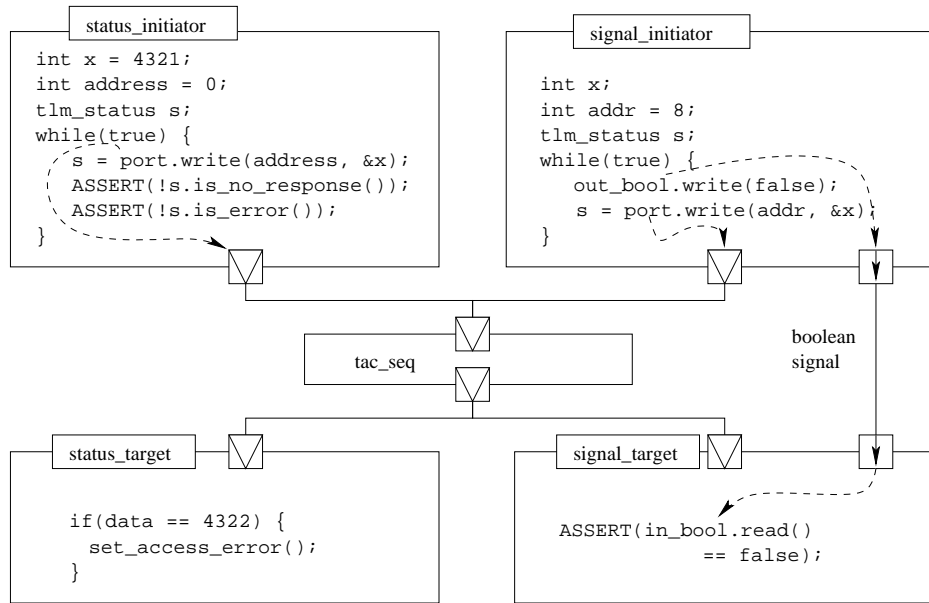 status_initiator
int x = 4321;
int address = 0;
tlm_status s;
while(true) {
s = port.write(address, &x);
ASSERT(!s.is_no_response());
ASSERT(!s.is_error());
}
signal_initiator
int x;
int addr = 8;
tlm_status s;
while(true) {
out_bool.write(false);
s = port.write(addr, &x);
}
tac_seq
boolean
signal
status_target
if(data == 4322) {
set_access_error();
}
signal_target
ASSERT(in_bool.read()
== false);